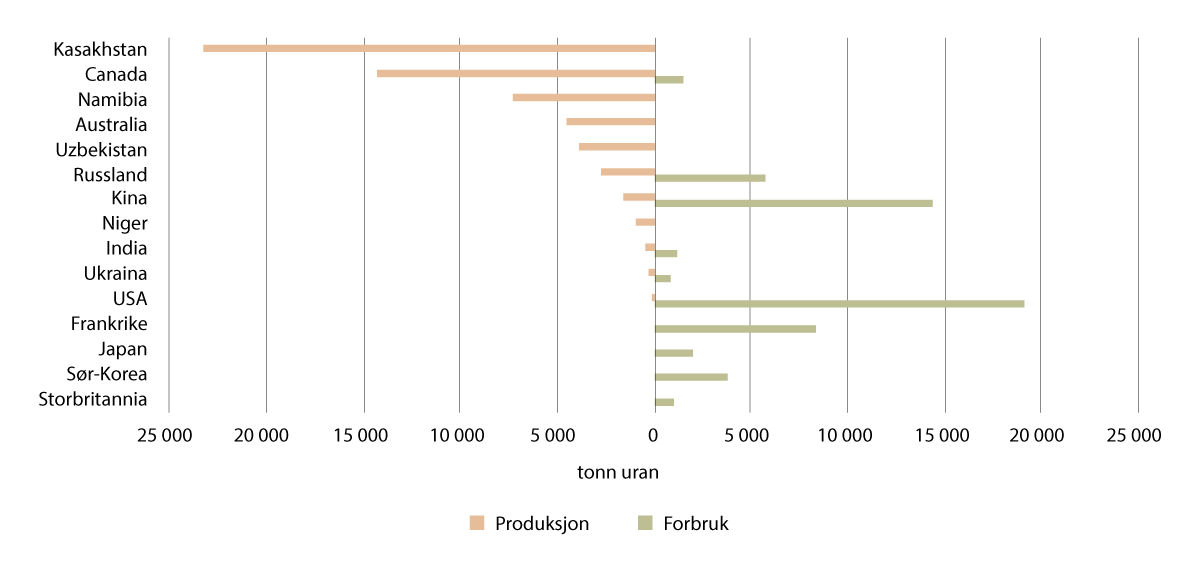 Kasakhstan
Canada
Namibia
Australia
Uzbekistan
Russland
Kina
Niger
India
Ukraina
USA
Frankrike
Japan
Sør-Korea
Storbritannia
25 000 20 000 15 000 10 000 5 000 0 5 000 10 000 15 000 20 000 25 000
tonn uran
Produksjon Forbruk